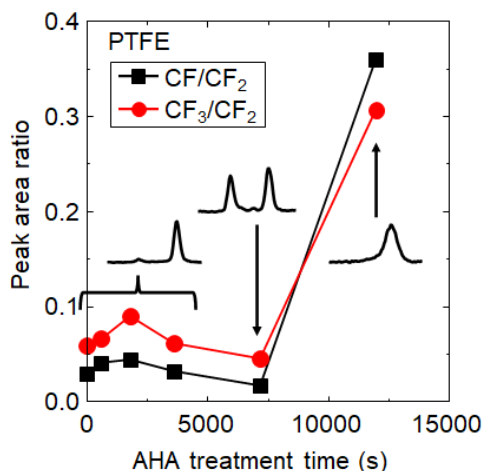 PTFE
CF/CF₂
CF₃/CF₂
Peak area ratio
0.4
0.3
0.2
0.1
0.0
0 5000 10000 15000
AHA treatment time (s)